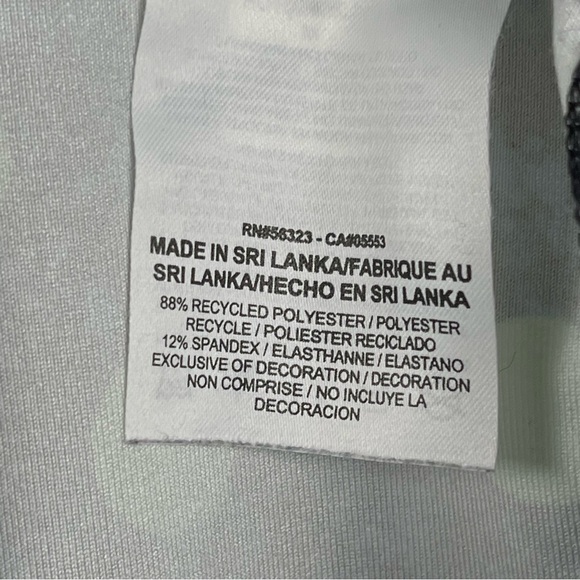 RN#56323 - CA#05553
MADE IN SRI LANKA/FABRIQUE AU
SRI LANKA/HECHO EN SRI LANKA
88% RECYCLED POLYESTER / POLYESTER
RECYCLE / POLIESTER RECICLADO
12% SPANDEX / ELASTHANNE / ELASTANO
EXCLUSIVE OF DECORATION / DECORATION
NON COMPRISE / NO INCLUYE LA
DECORACION